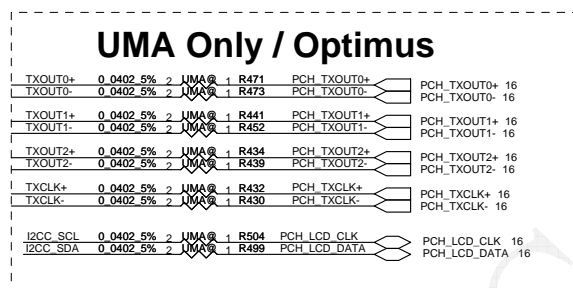 UMA Only / Optimus
TXOUT0+ 0_0402_5% 2 UMA@ 1 R471 PCH_TXOUT0+ PCH_TXOUT0+ 16
TXOUT0- 0_0402_5% 2 UMA@ 1 R473 PCH_TXOUT0- PCH_TXOUT0- 16
TXOUT1+ 0_0402_5% 2 UMA@ 1 R441 PCH_TXOUT1+ PCH_TXOUT1+ 16
TXOUT1- 0_0402_5% 2 UMA@ 1 R452 PCH_TXOUT1- PCH_TXOUT1- 16
TXOUT2+ 0_0402_5% 2 UMA@ 1 R434 PCH_TXOUT2+ PCH_TXOUT2+ 16
TXOUT2- 0_0402_5% 2 UMA@ 1 R439 PCH_TXOUT2- PCH_TXOUT2- 16
TXCLK+ 0_0402_5% 2 UMA@ 1 R432 PCH_TXCLK+ PCH_TXCLK+ 16
TXCLK- 0_0402_5% 2 UMA@ 1 R430 PCH_TXCLK- PCH_TXCLK- 16
I2CC_SCL 0_0402_5% 2 UMA@ 1 R504 PCH_LCD_CLK PCH_LCD_CLK 16
I2CC_SDA 0_0402_5% 2 UMA@ 1 R499 PCH_LCD_DATA PCH_LCD_DATA 16